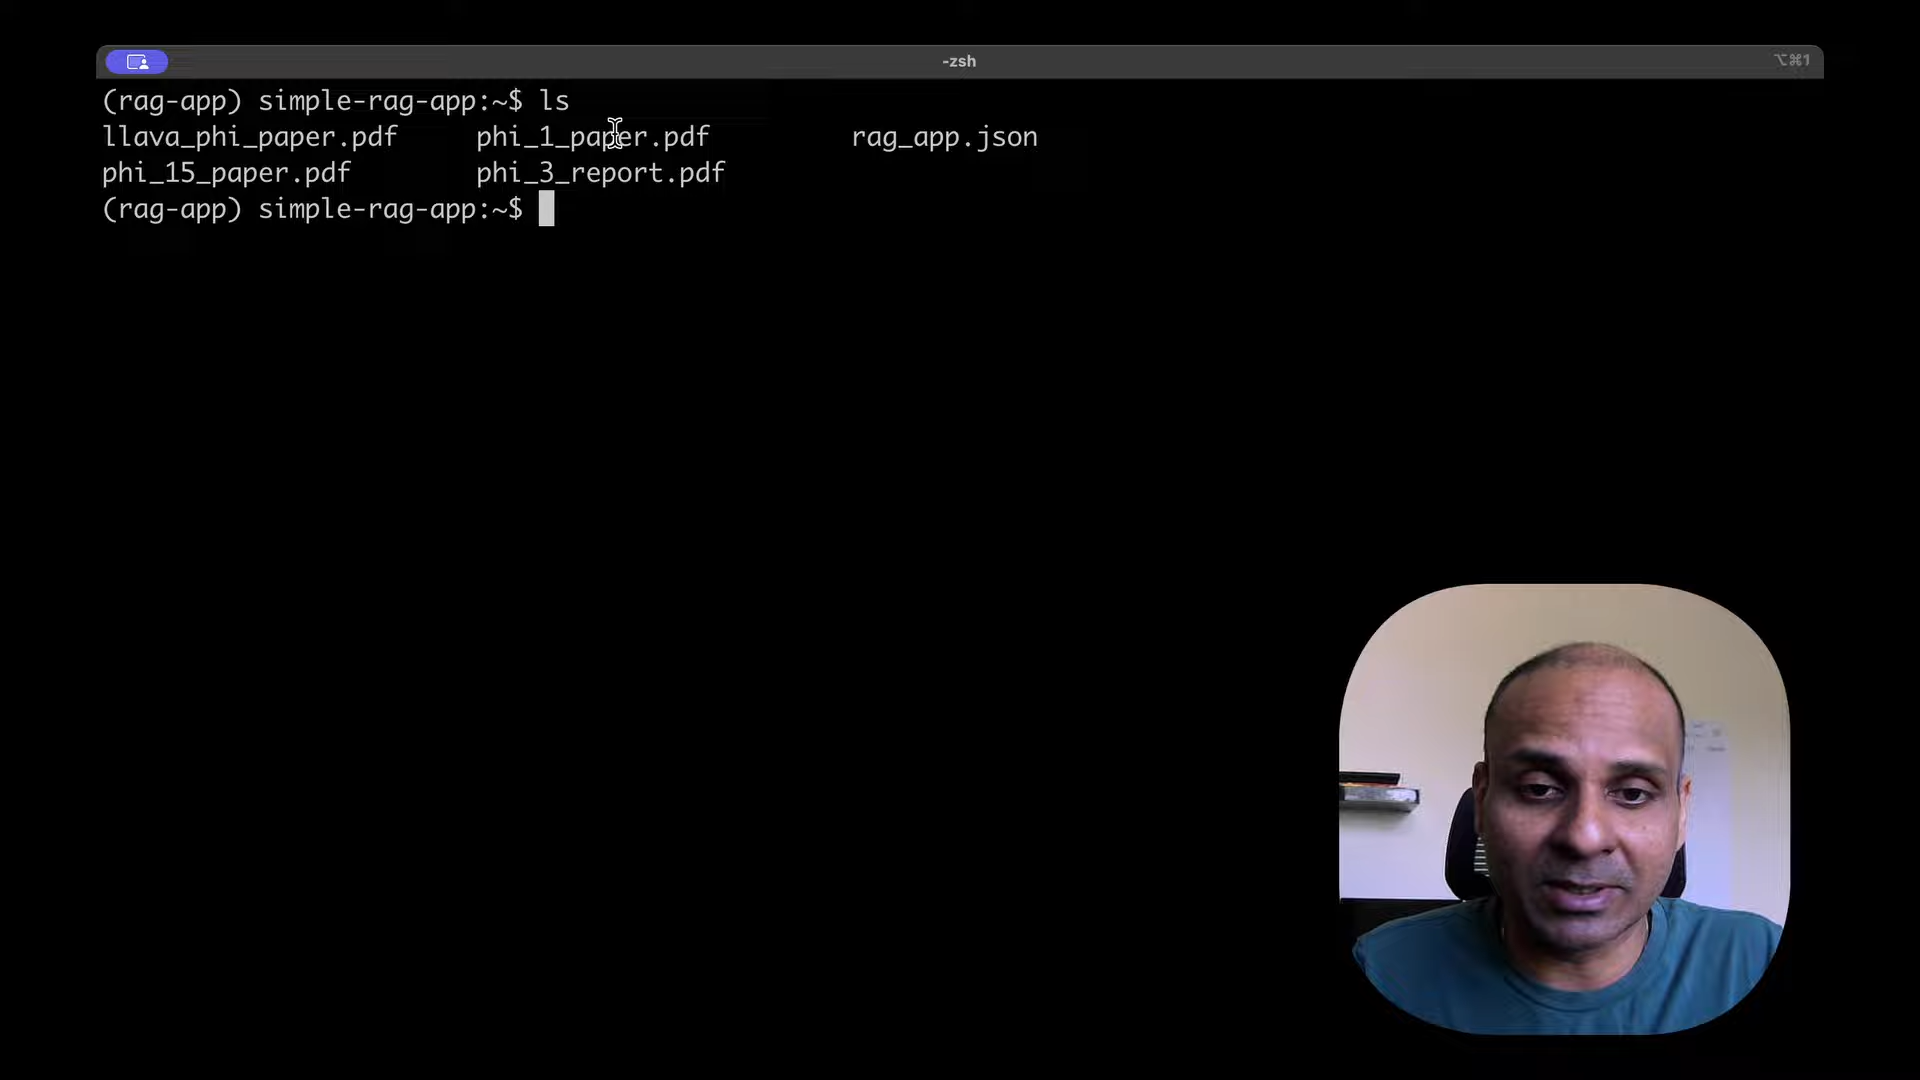 -zsh
⌥⌘1
(rag-app) simple-rag-app:~$ ls
llava_phi_paper.pdf phi_1_paper.pdf rag_app.json
phi_15_paper.pdf phi_3_report.pdf
(rag-app) simple-rag-app:~$